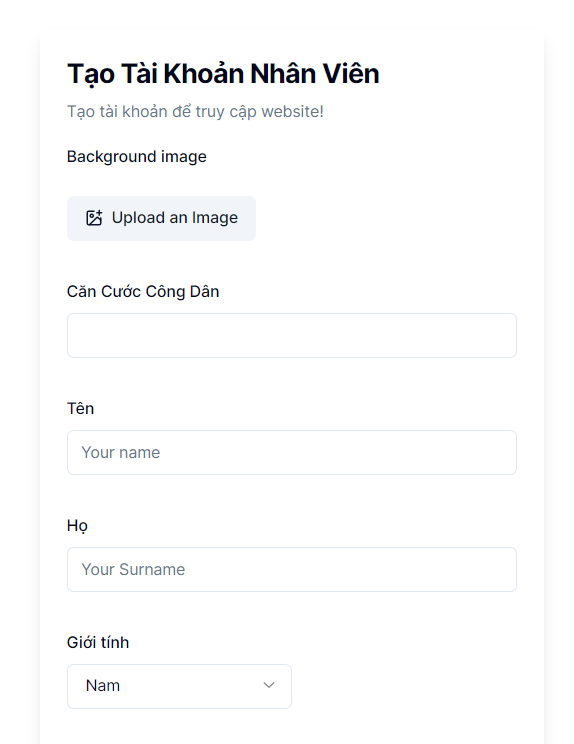 Tạo Tài Khoản Nhân Viên
Tạo tài khoản để truy cập website!
Background image
Upload an Image
Căn Cước Công Dân
Tên
Your name
Họ
Your Surname
Giới tính
Nam